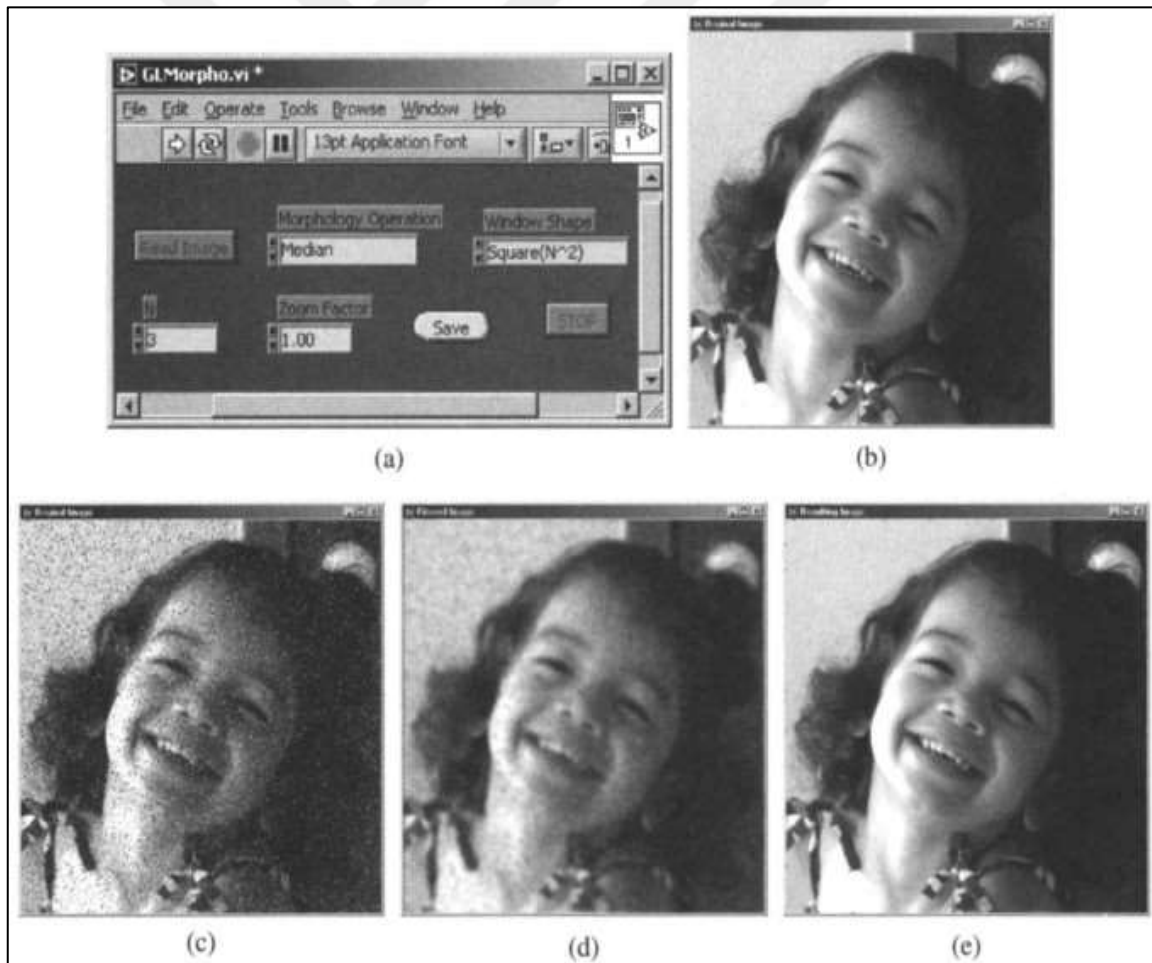 GLMorpho.vi *
File Edit Operate Tools Browse Window Help
13pt Application Font
1
Morphology Operation
Window Shape
Read Image
Median
Square(N^2)
N
Zoom Factor
3
1.00
Save
STOP
(a)
(b)
(c)
(d)
(e)